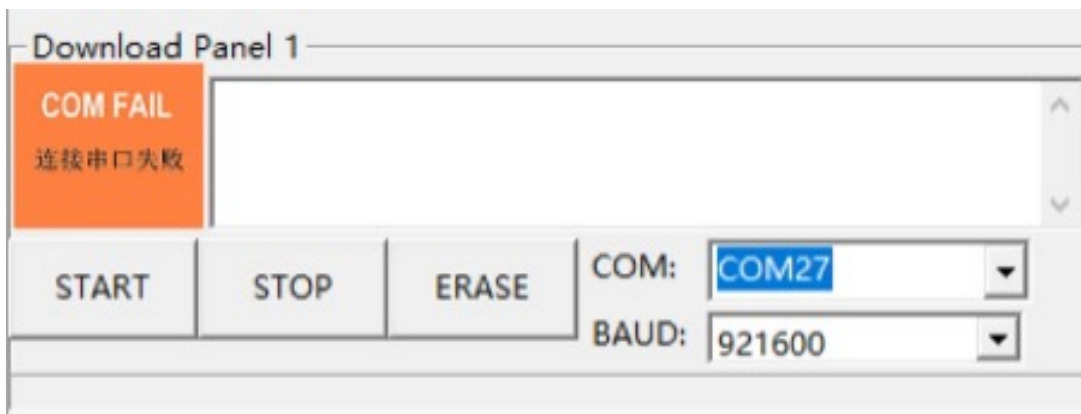 Download Panel 1
COM FAIL
连接串口失败
START
STOP
ERASE
COM:
COM27
BAUD:
921600